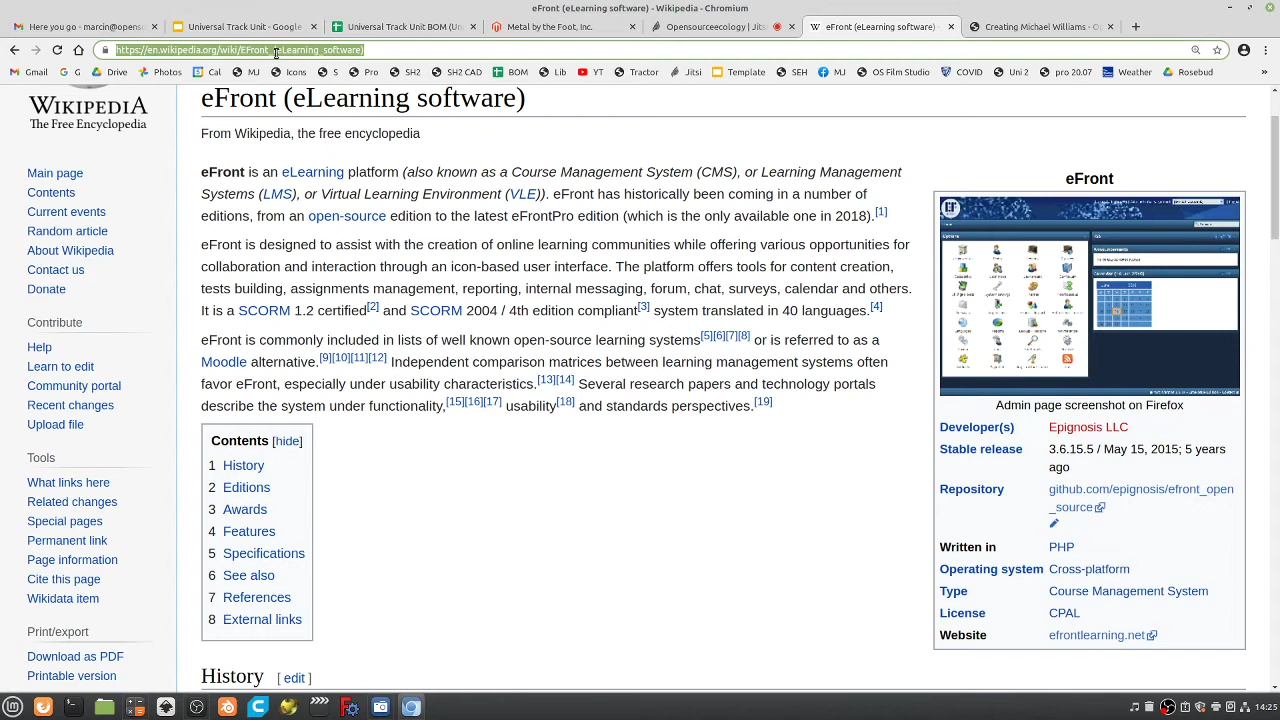 eFront (eLearning software) - Wikipedia - Chromium
Here you go - marcin@openso
Universal Track Unit - Google
Universal Track Unit BOM (Un
Metal by the Foot, Inc.
Opensourceecology | Jitsi
eFront (eLearning software) -
Creating Michael Williams - O
https://en.wikipedia.org/wiki/EFront_(eLearning_software)
Gmail
G
Drive
Photos
Cal
MJ
Icons
S
Pro
SH2
SH2 CAD
BOM
Lib
YT
Tractor
Jitsi
Template
SEH
MJ
OS Film Studio
COVID
Uni 2
pro 20.07
Weather
Rosebud
WIKIPEDIA
The Free Encyclopedia
Main page
Contents
Current events
Random article
About Wikipedia
Contact us
Donate
Contribute
Help
Learn to edit
Community portal
Recent changes
Upload file
Tools
What links here
Related changes
Special pages
Permanent link
Page information
Cite this page
Wikidata item
Print/export
Download as PDF
Printable version
eFront (eLearning software)
From Wikipedia, the free encyclopedia
eFront is an eLearning platform (also known as a Course Management System (CMS), or Learning Management
Systems (LMS), or Virtual Learning Environment (VLE)). eFront has historically been coming in a number of
editions, from an open-source edition to the latest eFrontPro edition (which is the only available one in 2018).[1]
eFront is designed to assist with the creation of online learning communities while offering various opportunities for
collaboration and interaction through an icon-based user interface. The platform offers tools for content creation,
tests building, assignments management, reporting, internal messaging, forum, chat, surveys, calendar and others.
It is a SCORM 1.2 certified[2] and SCORM 2004 / 4th edition compliant[3] system translated in 40 languages.[4]
eFront is commonly included in lists of well known open-source learning systems[5][6][7][8] or is referred to as a
Moodle alternative.[9][10][11][12] Independent comparison matrices between learning management systems often
favor eFront, especially under usability characteristics.[13][14] Several research papers and technology portals
describe the system under functionality,[15][16][17] usability[18] and standards perspectives.[19]
Contents [hide]
1 History
2 Editions
3 Awards
4 Features
5 Specifications
6 See also
7 References
8 External links
History [ edit ]
eFront
Admin page screenshot on Firefox
Developer(s) Epignosis LLC
Stable release 3.6.15.5 / May 15, 2015; 5 years
ago
Repository github.com/epignosis/efront_open
_source
Written in PHP
Operating system Cross-platform
Type Course Management System
License CPAL
Website efrontlearning.net
14:25